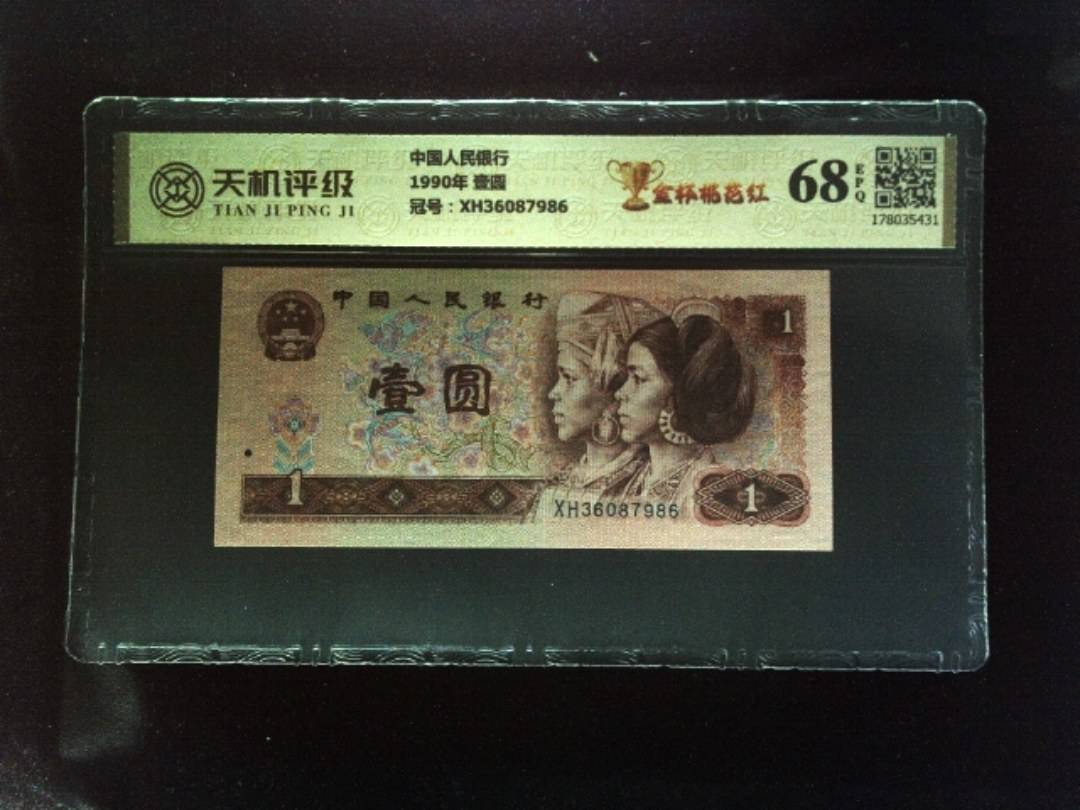 天机评级
TIAN JI PING JI
中国人民银行
1990年 壹圆
冠号：XH36087986
金杯桃花红
68
EPQ
178035431
中国人民银行
1
壹圆
1
XH36087986
1